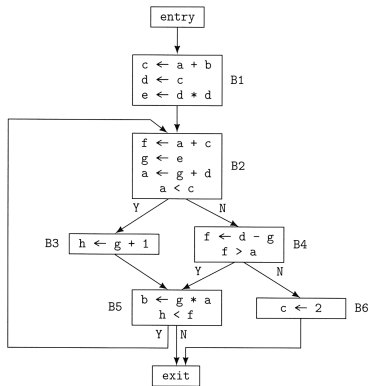 entry
c ← a + b
d ← c
e ← d * d
B1
f ← a + c
g ← e
a ← g + d
a < c
B2
Y
N
B3
h ← g + 1
f ← d - g
f > a
B4
Y
N
B5
b ← g * a
h < f
c ← 2
B6
Y
N
exit